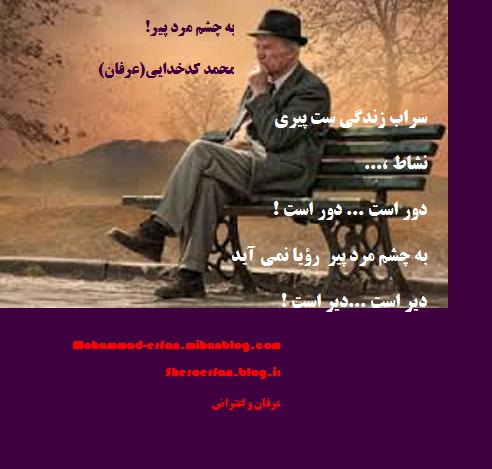 به چشم مرد پیر!
محمد کدخدایی(عرفان)
سراب زندگی ست پیری
نشاط ،...
دور است ... دور است !
به چشم مرد پیر رؤیا نمی آید
دیر است ...دیر است !
Mohammad-erfan.mihanblog.com
Sheroerfan.blog.ir
عرفان و اعتراض